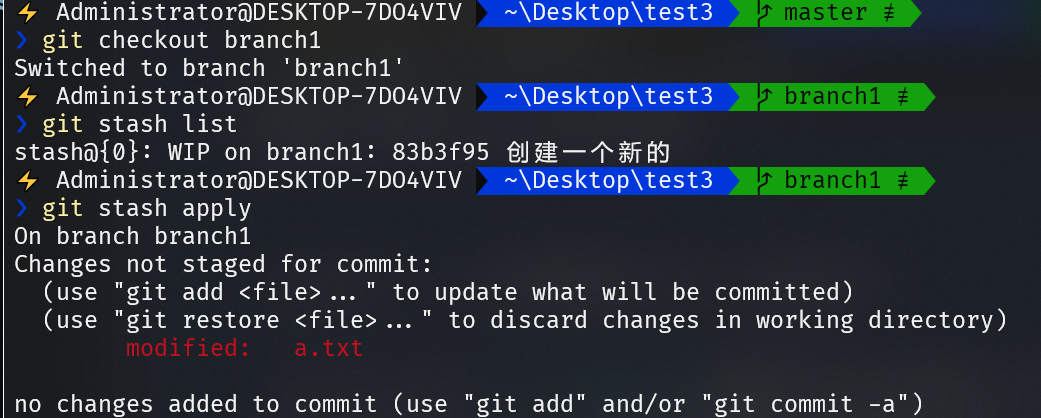 ⚡ Administrator@DESKTOP-7DO4VIV ~\Desktop\test3 master ≢
❯ git checkout branch1
Switched to branch 'branch1'
⚡ Administrator@DESKTOP-7DO4VIV ~\Desktop\test3 branch1 ≢
❯ git stash list
stash@{0}: WIP on branch1: 83b3f95 创建一个新的
⚡ Administrator@DESKTOP-7DO4VIV ~\Desktop\test3 branch1 ≢
❯ git stash apply
On branch branch1
Changes not staged for commit:
  (use "git add <file>..." to update what will be committed)
  (use "git restore <file>..." to discard changes in working directory)
        modified:   a.txt

no changes added to commit (use "git add" and/or "git commit -a")